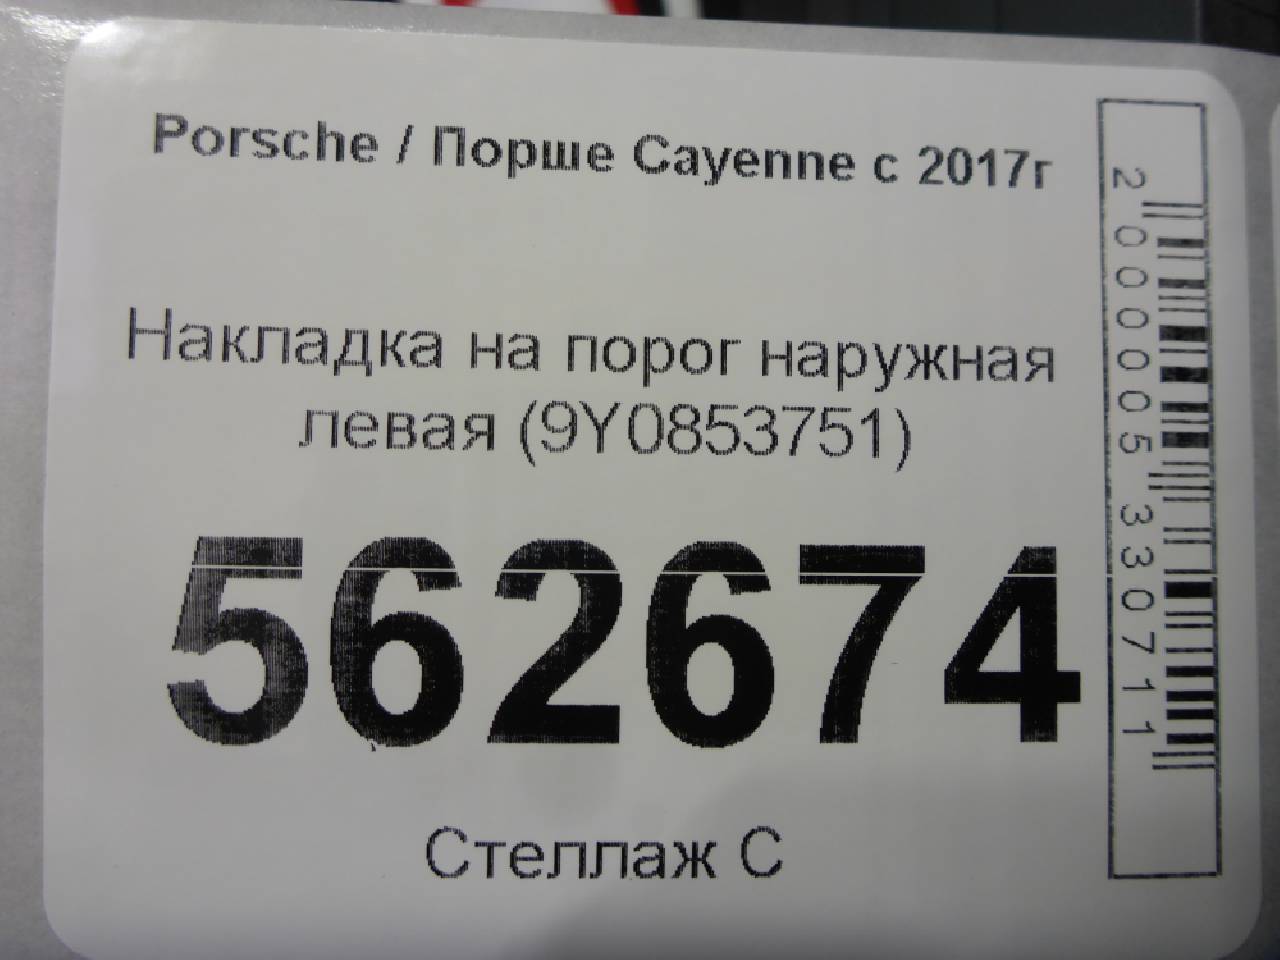 Porsche / Порше Cayenne с 2017г
Накладка на порог наружная
левая (9Y0853751)
562674
Стеллаж С
2000005330711